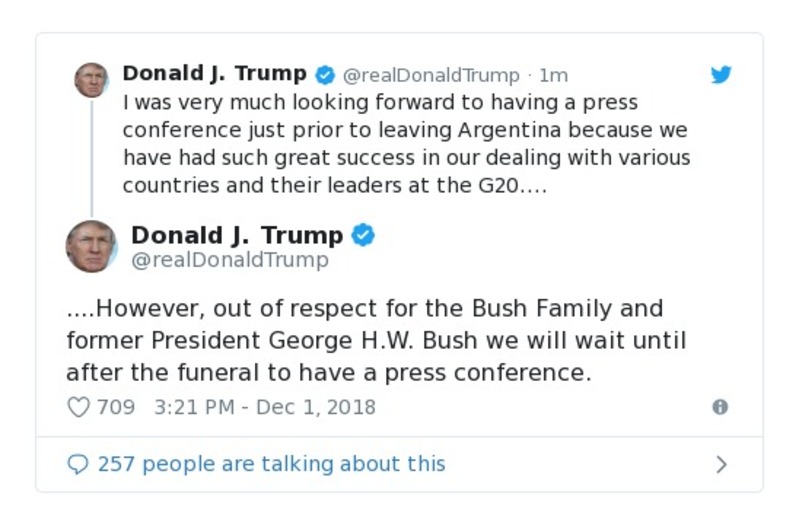 Donald J. Trump @realDonaldTrump · 1m
I was very much looking forward to having a press
conference just prior to leaving Argentina because we
have had such great success in our dealing with various
countries and their leaders at the G20....
Donald J. Trump
@realDonaldTrump
....However, out of respect for the Bush Family and
former President George H.W. Bush we will wait until
after the funeral to have a press conference.
709 3:21 PM - Dec 1, 2018
257 people are talking about this